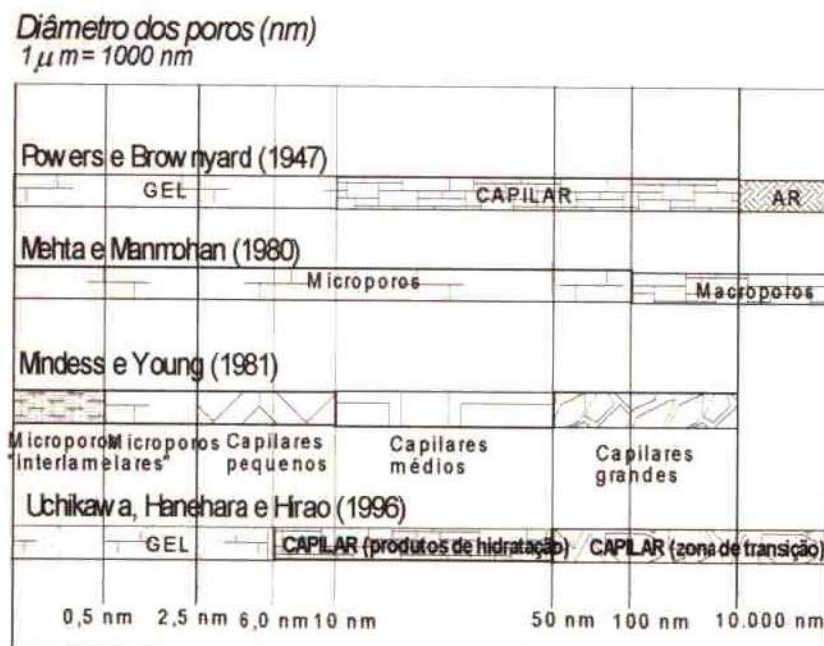 Diâmetro dos poros (nm)
1 μm = 1000 nm
Powers e Brownyard (1947)
GEL CAPILAR AR
Mehta e Manmohan (1980)
Microporos Macroporos
Mindess e Young (1981)
Microporos Microporos Capilares Capilares Capilares
"interlamelares" pequenos médios grandes
Uchikawa, Hanehara e Hirao (1996)
GEL CAPILAR (produtos de hidratação) CAPILAR (zona de transição)
0,5 nm 2,5 nm 6,0 nm 10 nm 50 nm 100 nm 10.000 nm